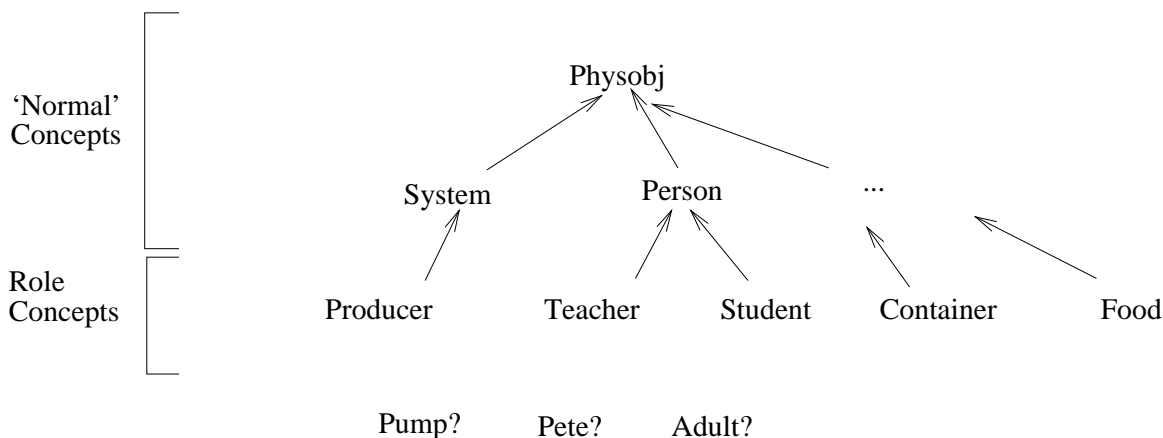 Physobj
‘Normal’
Concepts
System Person ...
Role
Concepts
Producer Teacher Student Container Food
Pump? Pete? Adult?